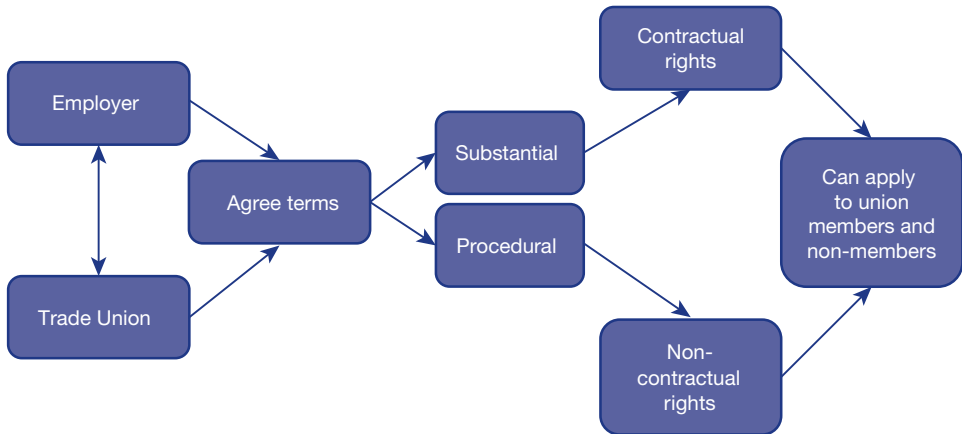 Employer
Trade Union
Agree terms
Substantial
Procedural
Contractual
rights
Non-
contractual
rights
Can apply
to union
members and
non-members